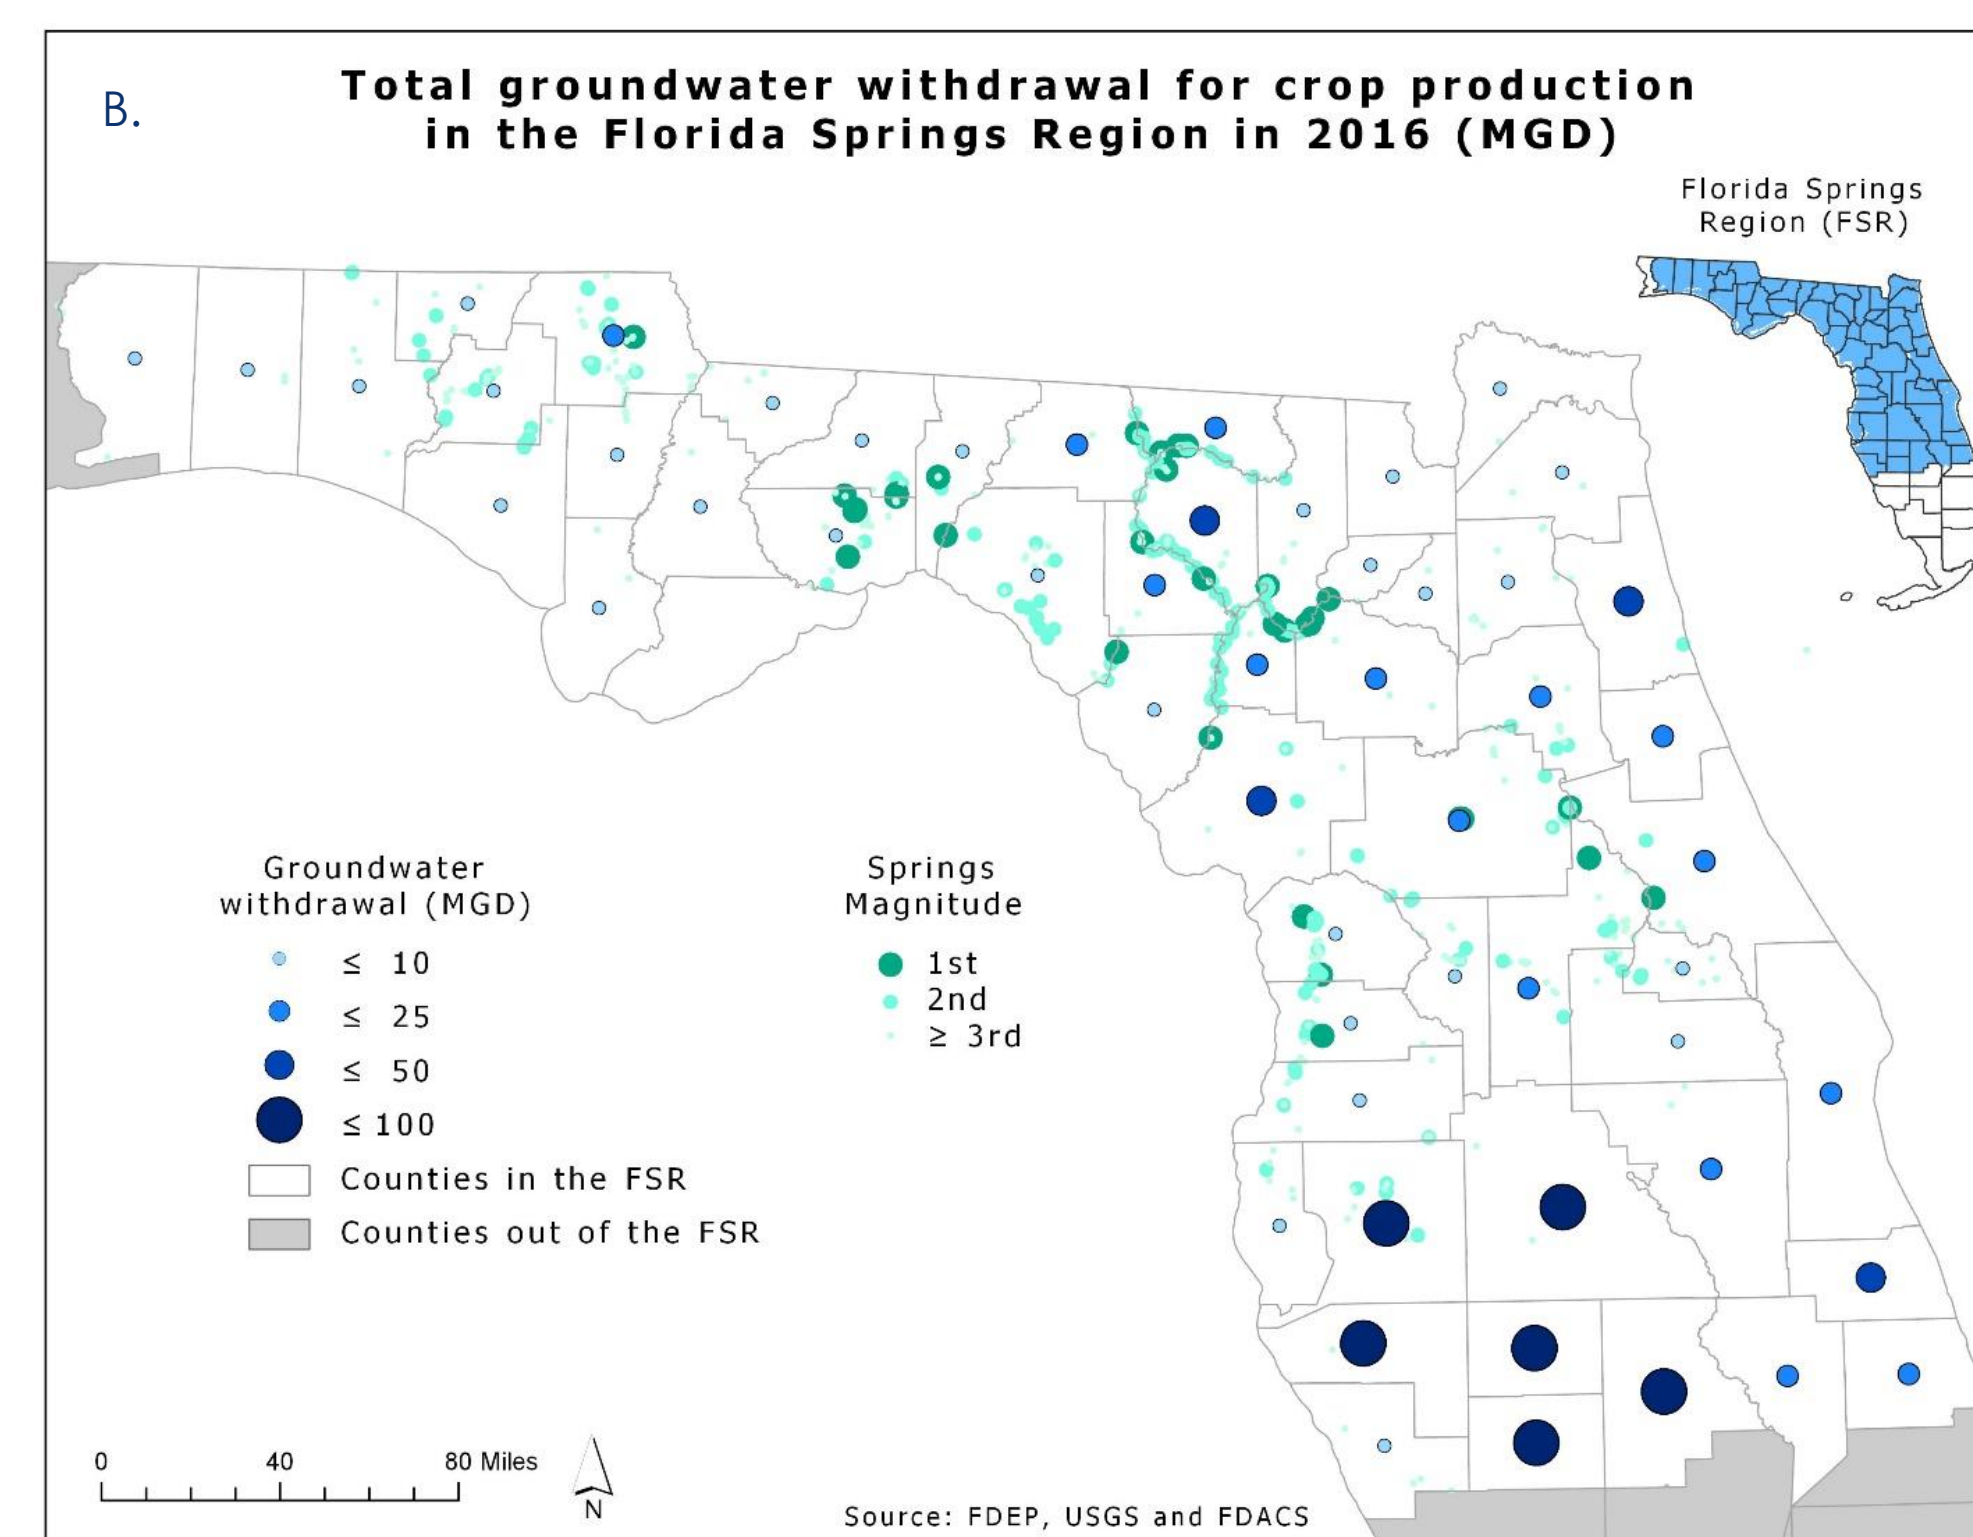 B.
Total groundwater withdrawal for crop production
in the Florida Springs Region in 2016 (MGD)
Florida Springs
Region (FSR)
Groundwater
withdrawal (MGD)
≤ 10
≤ 25
≤ 50
≤ 100
Counties in the FSR
Counties out of the FSR
Springs
Magnitude
1st
2nd
≥ 3rd
0 40 80 Miles
N
Source: FDEP, USGS and FDACS